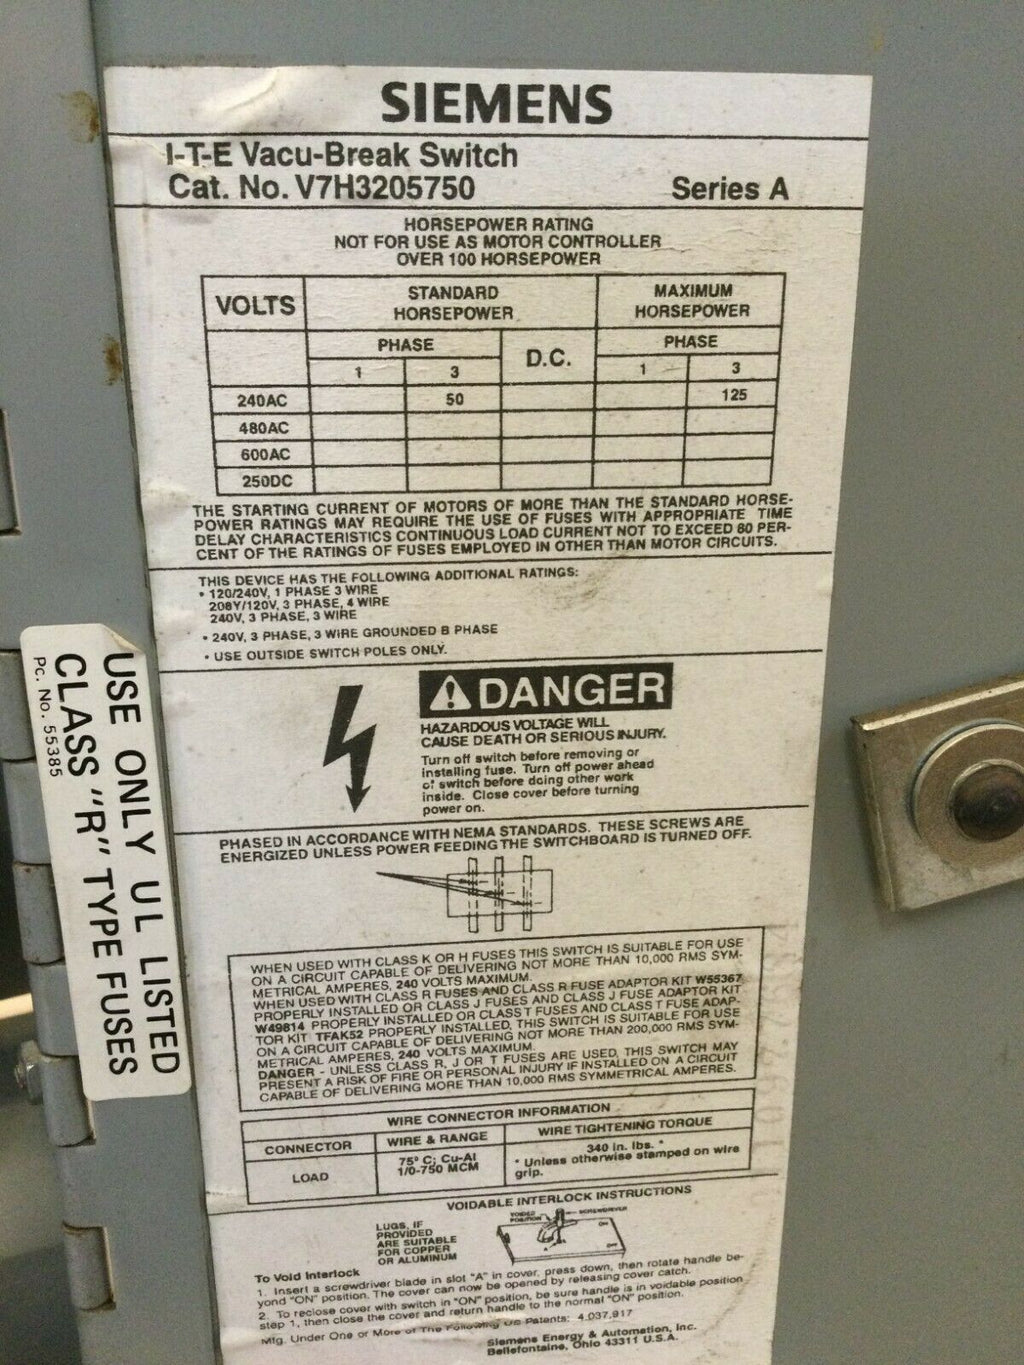 SIEMENS
I-T-E Vacu-Break Switch
Cat. No. V7H3205750 Series A
HORSEPOWER RATING
NOT FOR USE AS MOTOR CONTROLLER
OVER 100 HORSEPOWER
VOLTS STANDARD HORSEPOWER MAXIMUM HORSEPOWER
PHASE D.C. PHASE
1 3 1 3
240AC 50 125
480AC
600AC
250DC
THE STARTING CURRENT OF MOTORS OF MORE THAN THE STANDARD HORSE-
POWER RATINGS MAY REQUIRE THE USE OF FUSES WITH APPROPRIATE TIME
DELAY CHARACTERISTICS CONTINUOUS LOAD CURRENT NOT TO EXCEED 80 PER-
CENT OF THE RATINGS OF FUSES EMPLOYED IN OTHER THAN MOTOR CIRCUITS.
THIS DEVICE HAS THE FOLLOWING ADDITIONAL RATINGS:
• 120/240V, 1 PHASE 3 WIRE
208Y/120V, 3 PHASE, 4 WIRE
240V, 3 PHASE, 3 WIRE
• 240V, 3 PHASE, 3 WIRE GROUNDED B PHASE
• USE OUTSIDE SWITCH POLES ONLY.
DANGER
HAZARDOUS VOLTAGE WILL
CAUSE DEATH OR SERIOUS INJURY.
Turn off switch before removing or
installing fuse. Turn off power ahead
of switch before doing other work
inside. Close cover before turning
power on.
PHASED IN ACCORDANCE WITH NEMA STANDARDS. THESE SCREWS ARE
ENERGIZED UNLESS POWER FEEDING THE SWITCHBOARD IS TURNED OFF.
WHEN USED WITH CLASS K OR H FUSES THIS SWITCH IS SUITABLE FOR USE
ON A CIRCUIT CAPABLE OF DELIVERING NOT MORE THAN 10,000 RMS SYM-
METRICAL AMPERES, 240 VOLTS MAXIMUM.
WHEN USED WITH CLASS R FUSES AND CLASS R FUSE ADAPTOR KIT W55367
PROPERLY INSTALLED OR CLASS J FUSES AND CLASS J FUSE ADAPTOR KIT
W49814 PROPERLY INSTALLED OR CLASS T FUSES AND CLASS T FUSE ADAP-
TOR KIT TFAK52 PROPERLY INSTALLED, THIS SWITCH IS SUITABLE FOR USE
ON A CIRCUIT CAPABLE OF DELIVERING NOT MORE THAN 200,000 RMS SYM-
METRICAL AMPERES, 240 VOLTS MAXIMUM.
DANGER - UNLESS CLASS R, J OR T FUSES ARE USED, THIS SWITCH MAY
PRESENT A RISK OF FIRE OR PERSONAL INJURY IF INSTALLED ON A CIRCUIT
CAPABLE OF DELIVERING MORE THAN 10,000 RMS SYMMETRICAL AMPERES.
WIRE CONNECTOR INFORMATION
CONNECTOR WIRE & RANGE WIRE TIGHTENING TORQUE
LOAD 75° C; Cu-Al 340 in. lbs. *
1/0-750 MCM * Unless otherwise stamped on wire
grip.
VOIDABLE INTERLOCK INSTRUCTIONS
LUGS, IF
PROVIDED
ARE SUITABLE
FOR COPPER
OR ALUMINUM
VOIDED
POSITION
SCREWDRIVER
ON
A
OFF
To Void Interlock
1. Insert a screwdriver blade in slot "A" in cover, press down, then rotate handle be-
yond "ON" position. The cover can now be opened by releasing cover catch.
2. To reclose cover with switch in "ON" position, be sure handle is in voidable position
step 1, then close the cover and return handle to the normal "ON" position.
Mfg. Under One or More of The Following US Patents: 4,037,917
Siemens Energy & Automation, Inc.
Bellefontaine, Ohio 43311 U.S.A.
USE ONLY UL LISTED
CLASS "R" TYPE FUSES
Pc. No. 55385